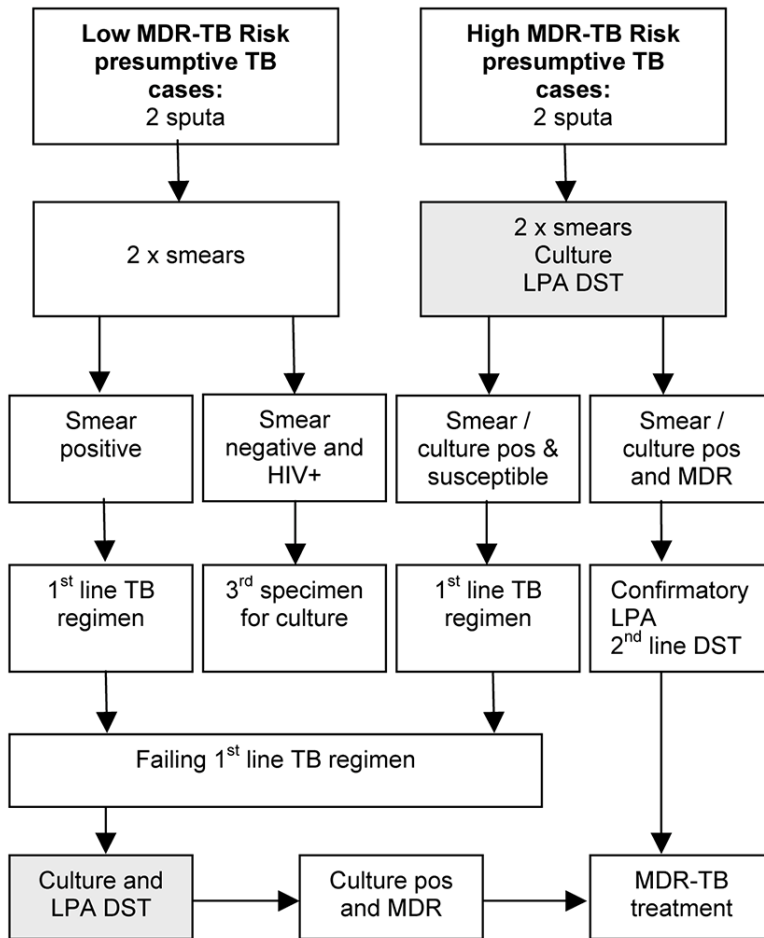 Low MDR-TB Risk
presumptive TB
cases:
2 sputa
High MDR-TB Risk
presumptive TB
cases:
2 sputa
2 x smears
2 x smears
Culture
LPA DST
Smear
positive
Smear
negative and
HIV+
Smear /
culture pos &
susceptible
Smear /
culture pos
and MDR
1st line TB
regimen
3rd specimen
for culture
1st line TB
regimen
Confirmatory
LPA
2nd line DST
Failing 1st line TB regimen
Culture and
LPA DST
Culture pos
and MDR
MDR-TB
treatment